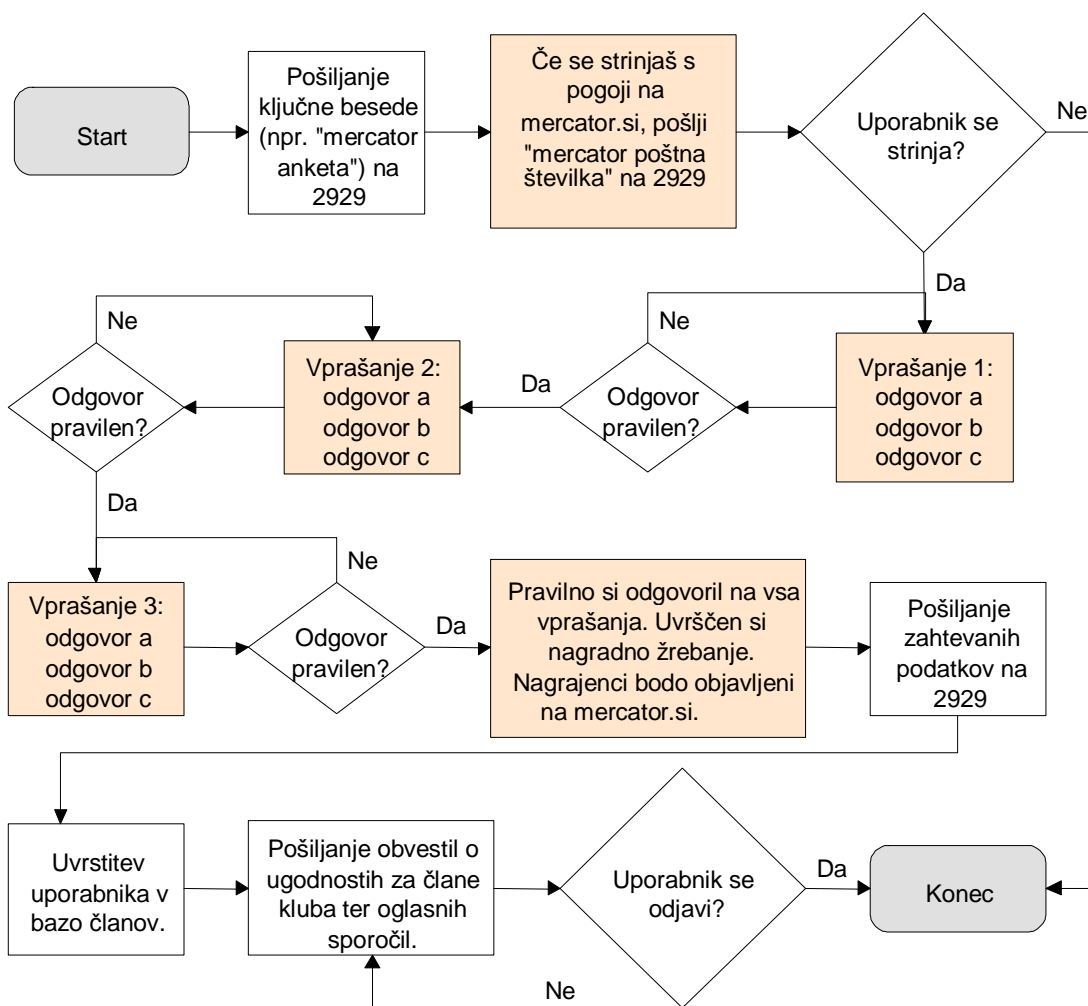 Start
Pošiljanje
ključne besede
(npr. "mercator
anketa") na
2929
Če se strinjaš s
pogoji na
mercator.si, pošlji
"mercator poštna
številka" na 2929
Uporabnik se
strinja?
Ne
Da
Vprašanje 1:
odgovor a
odgovor b
odgovor c
Odgovor
pravilen?
Ne
Da
Vprašanje 2:
odgovor a
odgovor b
odgovor c
Odgovor
pravilen?
Ne
Da
Vprašanje 3:
odgovor a
odgovor b
odgovor c
Odgovor
pravilen?
Ne
Da
Pravilno si odgovoril na vsa
vprašanja. Uvrščen si
nagradno žrebanje.
Nagrajenci bodo objavljeni
na mercator.si.
Pošiljanje
zahtevanih
podatkov na
2929
Uvrstitev
uporabnika v
bazo članov.
Pošiljanje obvestil o
ugodnostih za člane
kluba ter oglasnih
sporočil.
Uporabnik se
odjavi?
Da
Ne
Konec